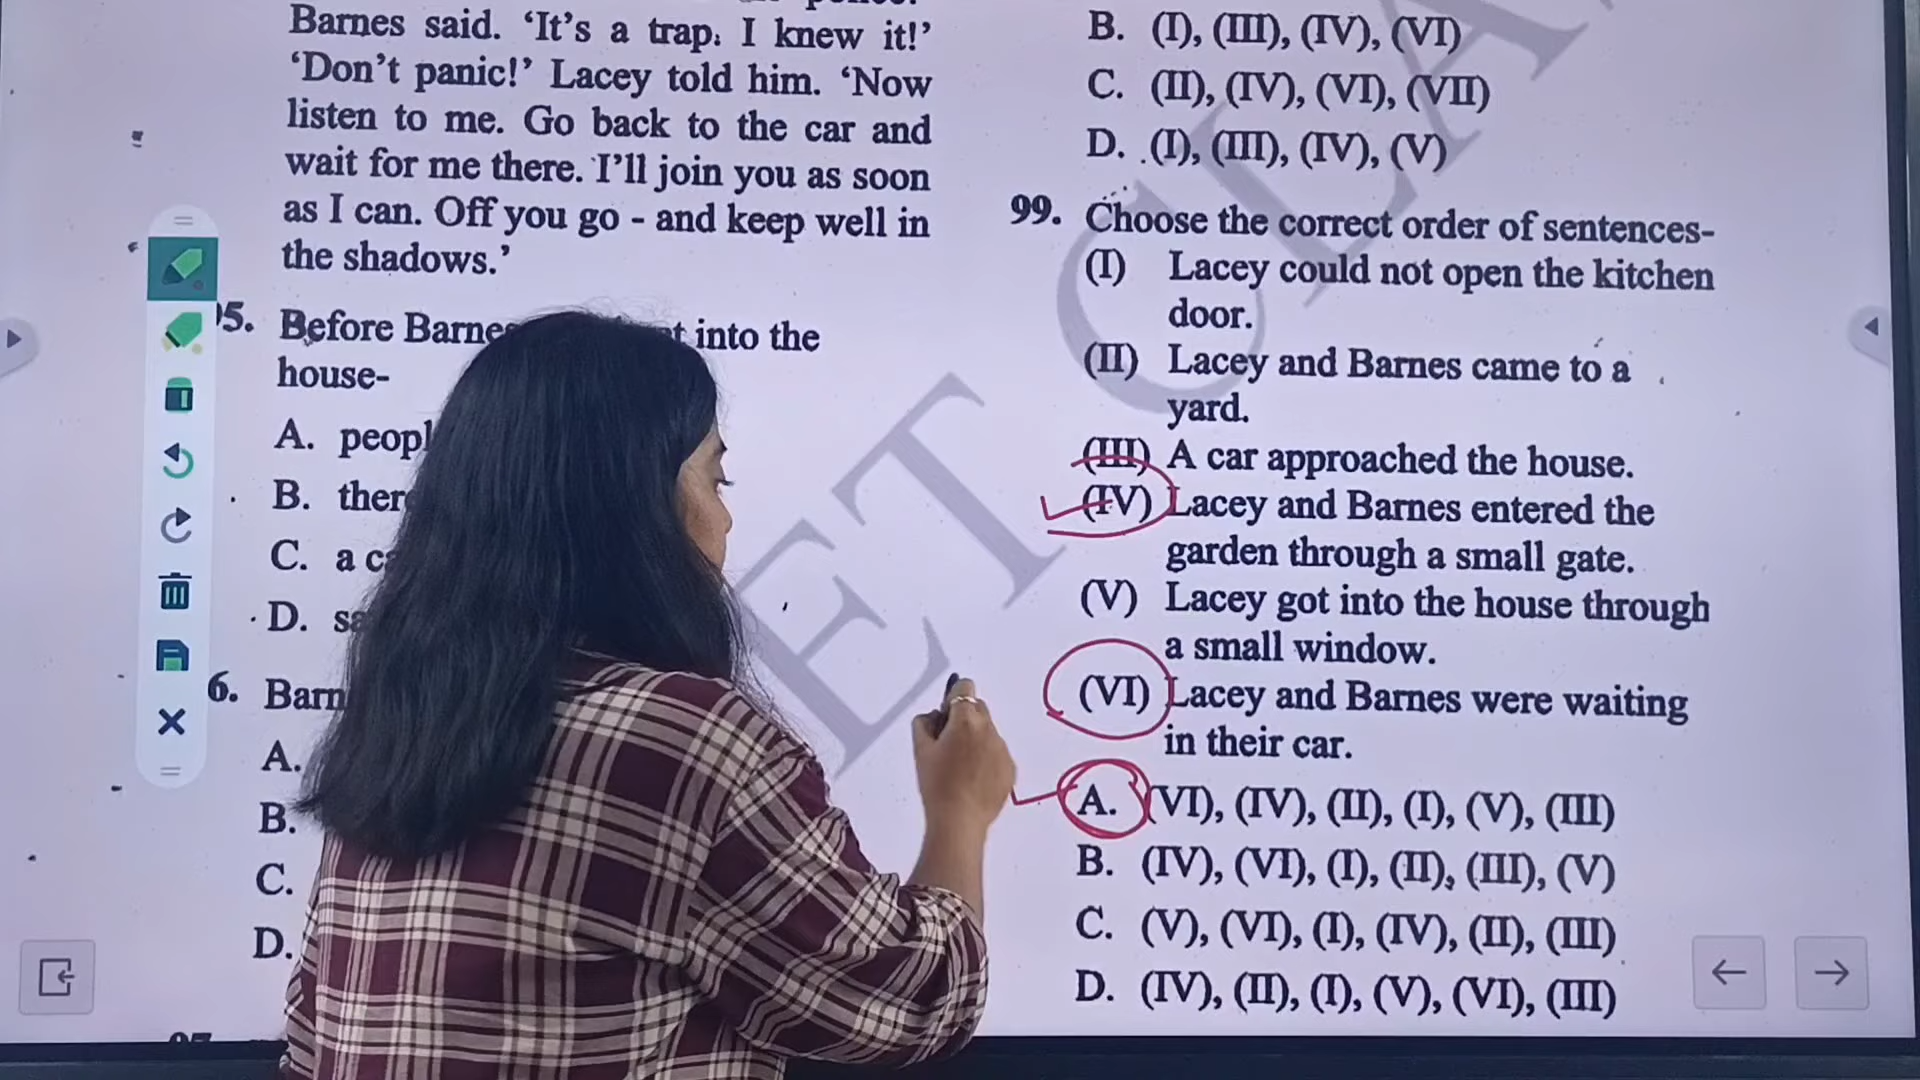 Barnes said. ‘It’s a trap. I knew it!’
‘Don’t panic!’ Lacey told him. ‘Now
listen to me. Go back to the car and
wait for me there. I’ll join you as soon
as I can. Off you go - and keep well in
the shadows.’
95. Before Barnes into the
house-
A.
B.
C. a
D.
6.
A.
B.
C.
D.
B. (I), (III), (IV), (VI)
C. (II), (IV), (VI), (VII)
D. (I), (III), (IV), (V)
99. Choose the correct order of sentences-
(I) Lacey could not open the kitchen
door.
(II) Lacey and Barnes came to a
yard.
(III) A car approached the house.
(IV) Lacey and Barnes entered the
garden through a small gate.
(V) Lacey got into the house through
a small window.
(VI) Lacey and Barnes were waiting
in their car.
A. (VI), (IV), (II), (I), (V), (III)
B. (IV), (VI), (I), (II), (III), (V)
C. (V), (VI), (I), (IV), (II), (III)
D. (IV), (II), (I), (V), (VI), (III)
ET CLA